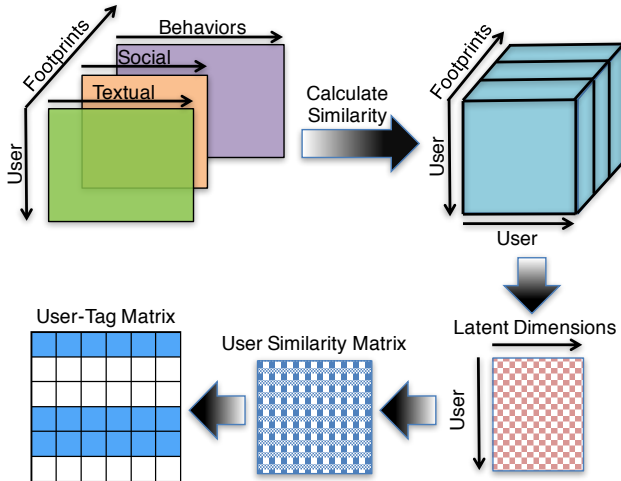 Behaviors
Footprints
Social
Textual
User
Calculate
Similarity
Footprints
User
User
Latent Dimensions
User
User Similarity Matrix
User-Tag Matrix